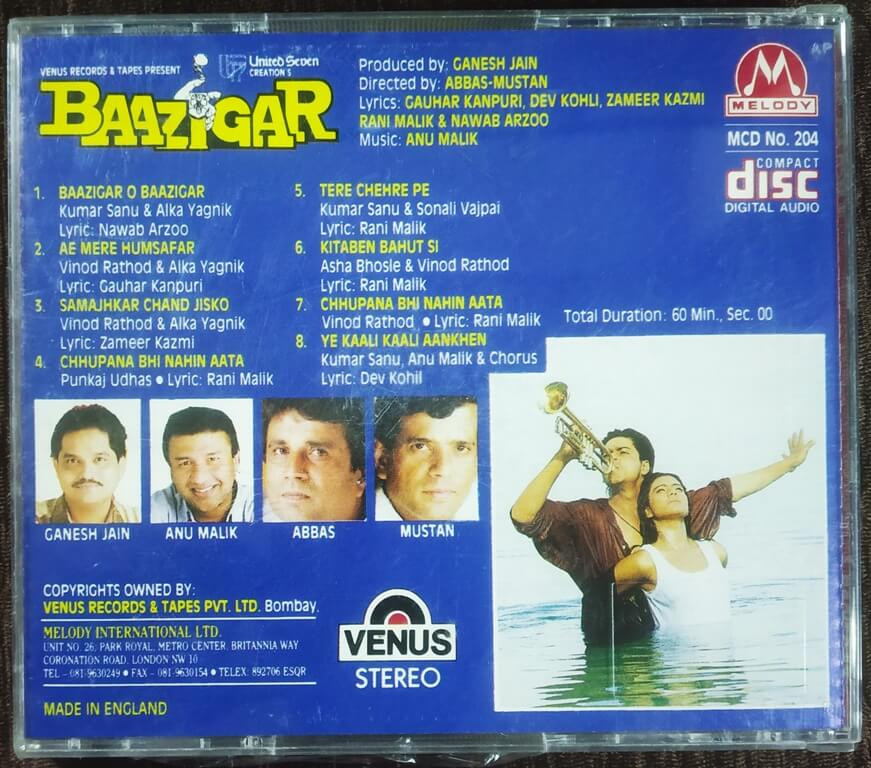 VENUS RECORDS & TAPES PRESENT
United Seven
CREATION S
BAAZIGAR
Produced by: GANESH JAIN
Directed by: ABBAS-MUSTAN
Lyrics: GAUHAR KANPURI, DEV KOHLI, ZAMEER KAZMI
RANI MALIK & NAWAB ARZOO
Music: ANU MALIK
AP
MELODY
MCD No. 204
COMPACT
disc
DIGITAL AUDIO
1. BAAZIGAR O BAAZIGAR
Kumar Sanu & Alka Yagnik
Lyric: Nawab Arzoo
2. AE MERE HUMSAFAR
Vinod Rathod & Alka Yagnik
Lyric: Gauhar Kanpuri
3. SAMAJHKAR CHAND JISKO
Vinod Rathod & Alka Yagnik
Lyric: Zameer Kazmi
4. CHHUPANA BHI NAHIN AATA
Punkaj Udhas • Lyric: Rani Malik
5. TERE CHEHRE PE
Kumar Sanu & Sonali Vajpai
Lyric: Rani Malik
6. KITABEN BAHUT SI
Asha Bhosle & Vinod Rathod
Lyric: Rani Malik
7. CHHUPANA BHI NAHIN AATA
Vinod Rathod • Lyric: Rani Malik
8. YE KAALI KAALI AANKHEN
Kumar Sanu, Anu Malik & Chorus
Lyric: Dev Kohil
Total Duration: 60 Min., Sec. 00
GANESH JAIN
ANU MALIK
ABBAS
MUSTAN
COPYRIGHTS OWNED BY:
VENUS RECORDS & TAPES PVT. LTD. Bombay.
MELODY INTERNATIONAL LTD.
UNIT NO. 26, PARK ROYAL, METRO CENTER, BRITANNIA WAY
CORONATION ROAD, LONDON NW 10
TEL – 081-9630249 • FAX – 081-9630154 • TELEX: 892706 ESQR
MADE IN ENGLAND
VENUS
STEREO